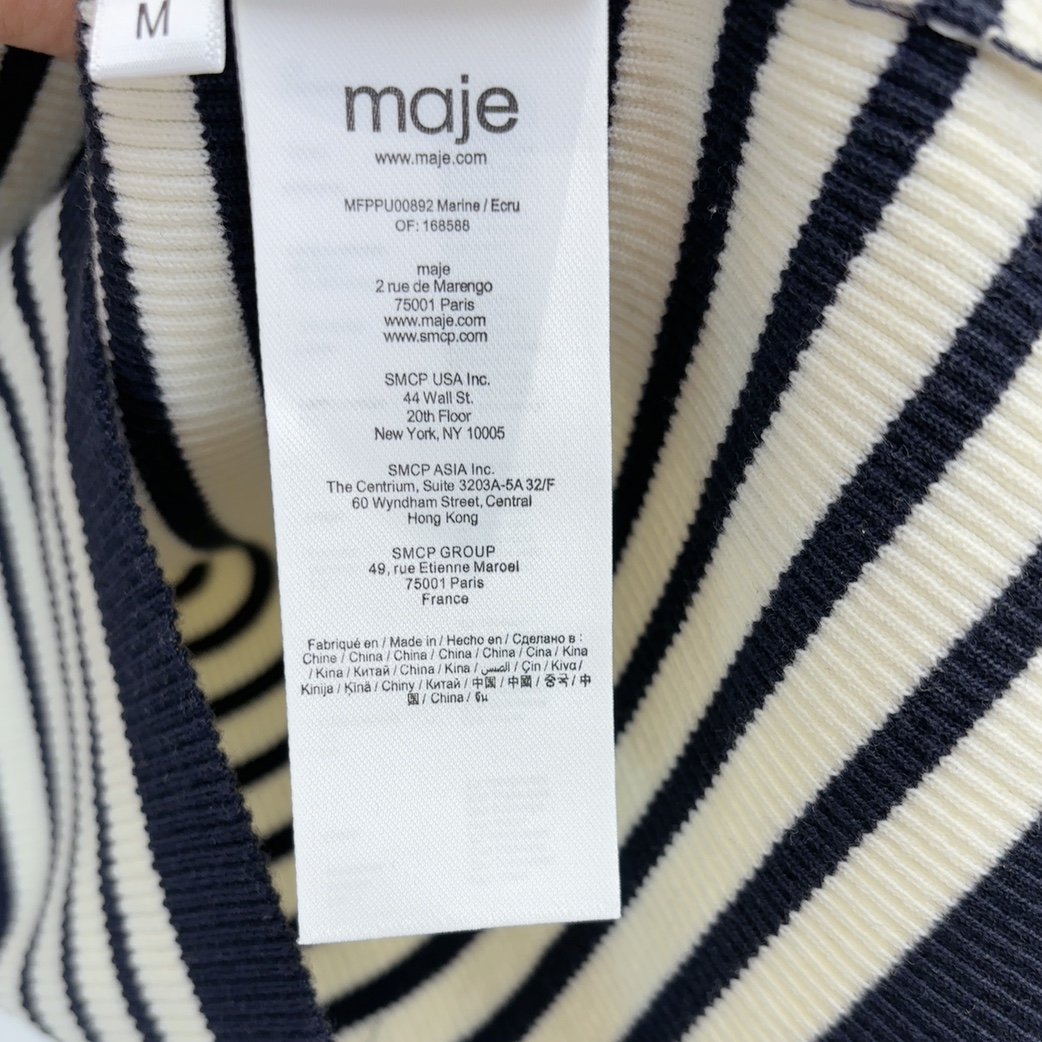 M
maje
www.maje.com
MFPPU00892 Marine / Ecru
OF: 168588
maje
2 rue de Marengo
75001 Paris
www.maje.com
www.smcp.com
SMCP USA Inc.
44 Wall St.
20th Floor
New York, NY 10005
SMCP ASIA Inc.
The Centrium, Suite 3203A-5A 32/F
60 Wyndham Street, Central
Hong Kong
SMCP GROUP
49, rue Etienne Marcel
75001 Paris
France
Fabriqué en / Made in / Hecho en / Сделано в :
Chine / China / China / China / China / Cina / Kina
/ Kina / Китай / China / Kina / الصين / Çin / Κίνα /
Kinija / Ķīnā / Chiny / Китай / 中国 / 中國 / 중국 / 中
国 / China / จีน